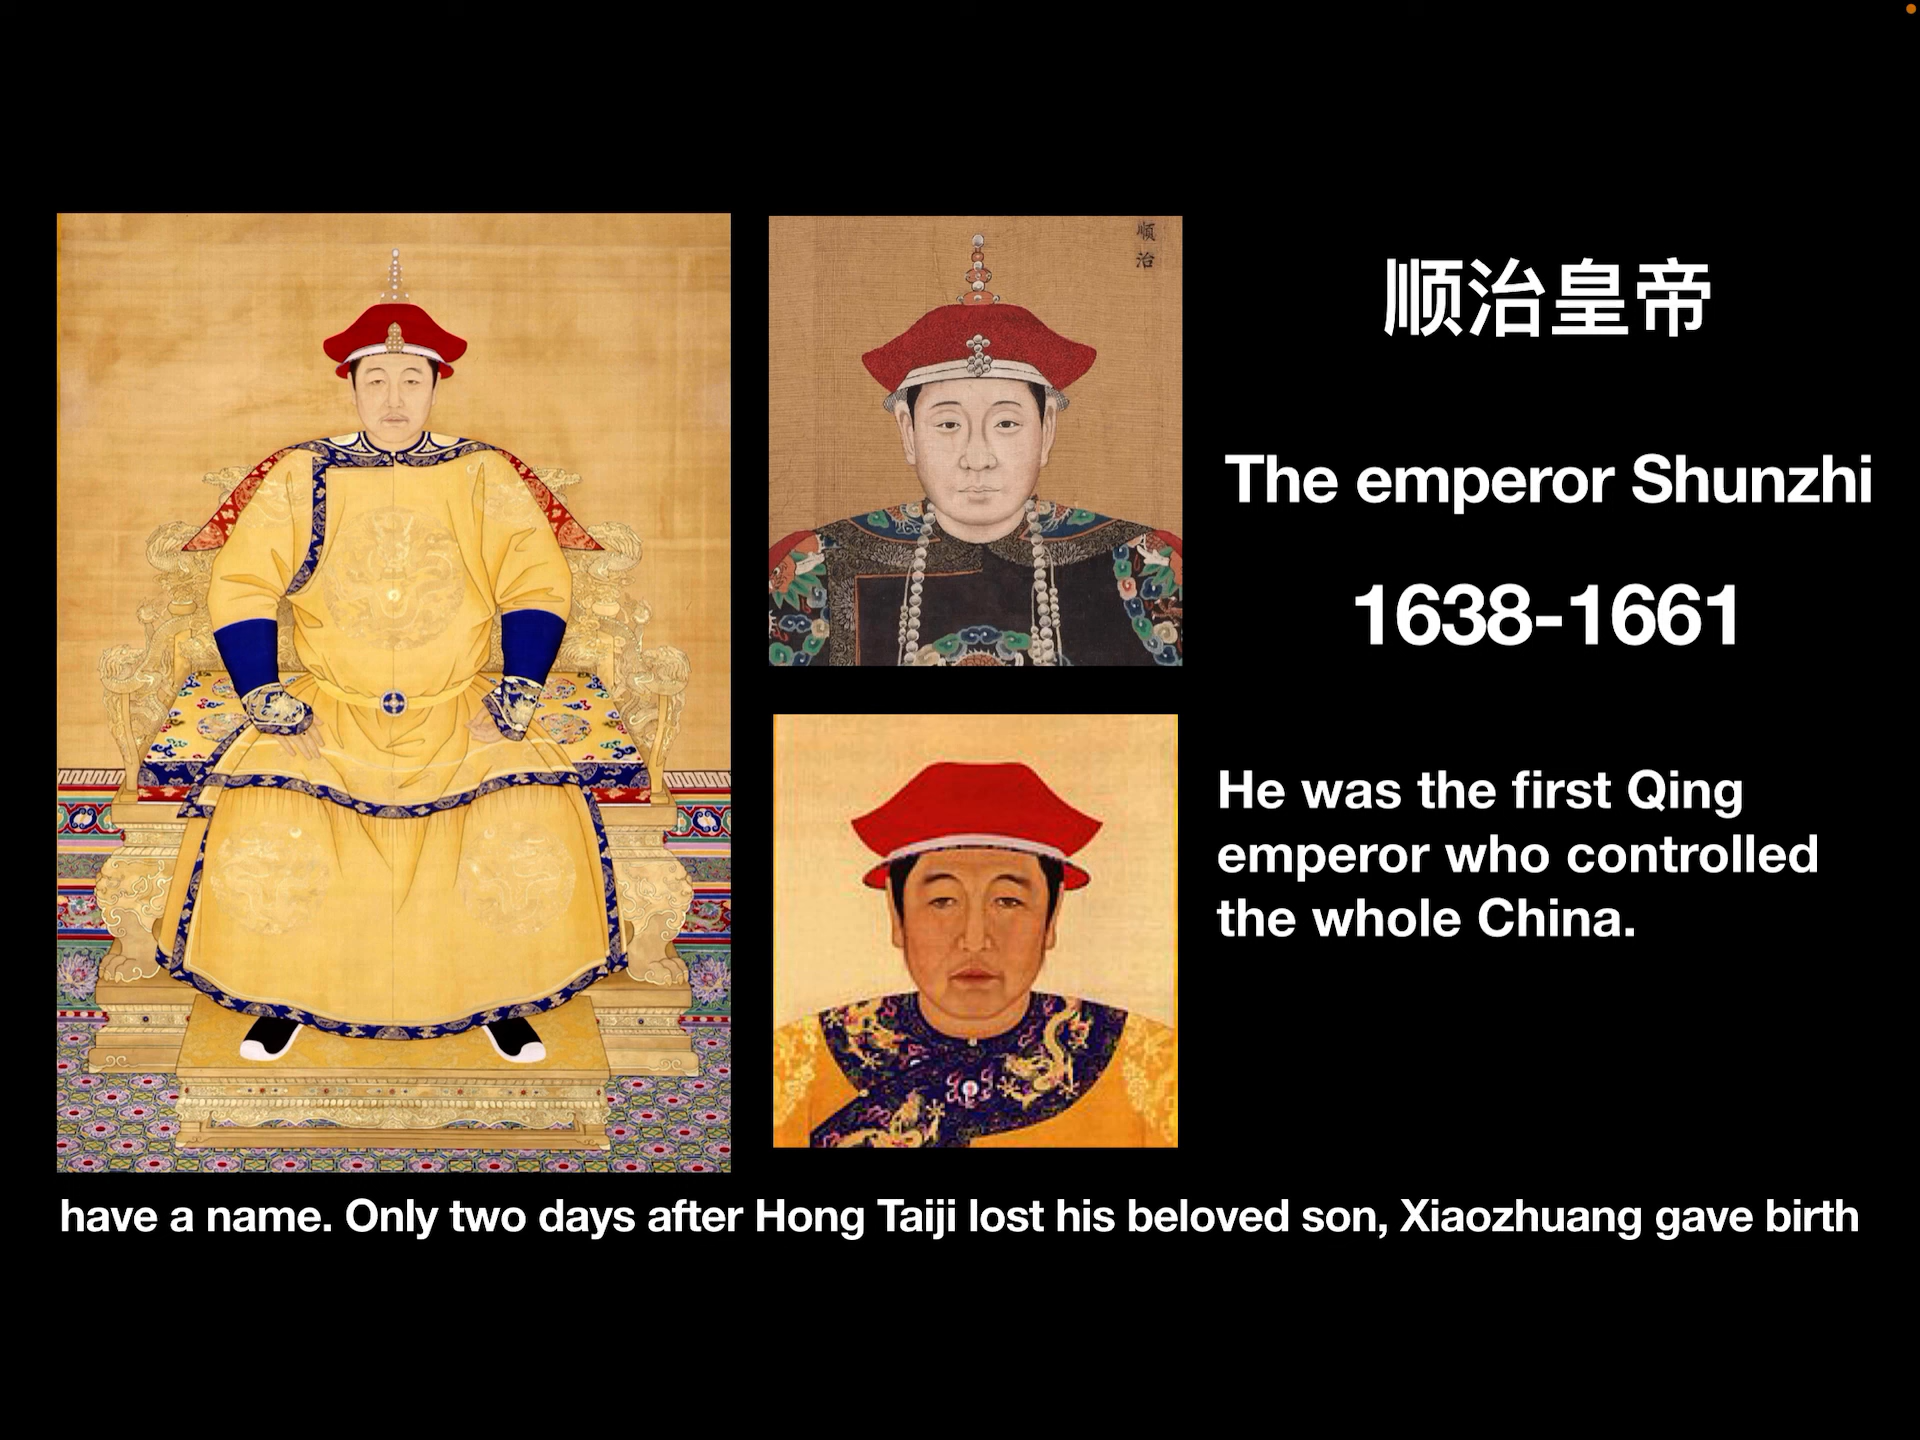 顺
治
顺治皇帝
The emperor Shunzhi
1638-1661
He was the first Qing
emperor who controlled
the whole China.
have a name. Only two days after Hong Taiji lost his beloved son, Xiaozhuang gave birth